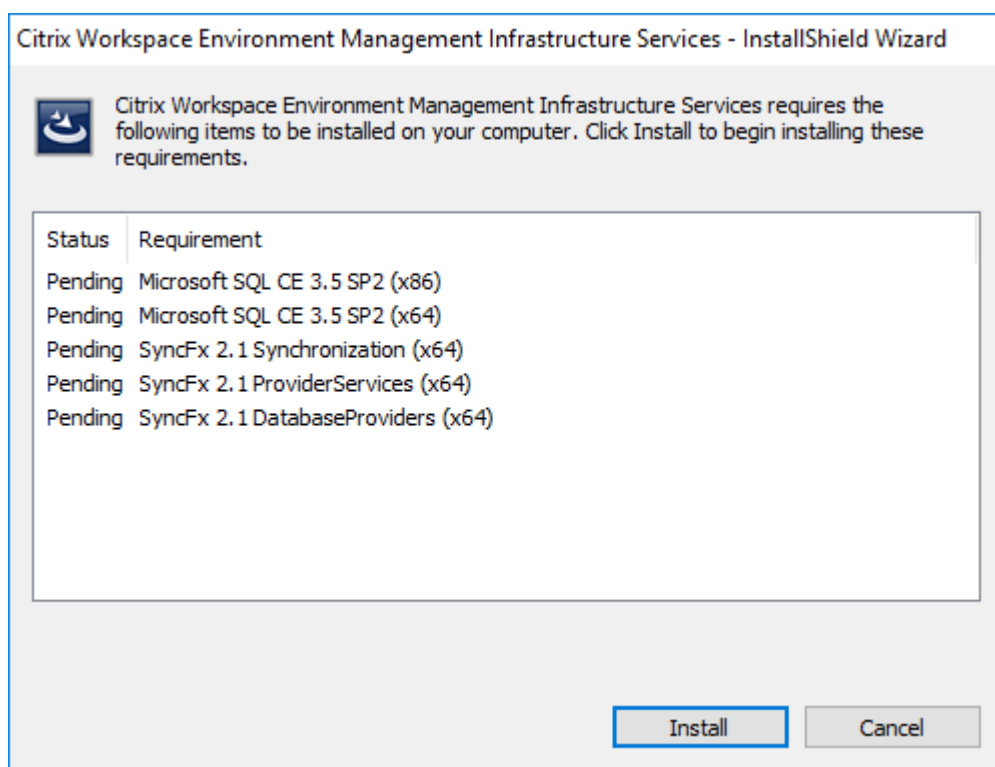 Citrix Workspace Environment Management Infrastructure Services - InstallShield Wizard
Citrix Workspace Environment Management Infrastructure Services requires the
following items to be installed on your computer. Click Install to begin installing these
requirements.
Status Requirement
Pending Microsoft SQL CE 3.5 SP2 (x86)
Pending Microsoft SQL CE 3.5 SP2 (x64)
Pending SyncFx 2.1 Synchronization (x64)
Pending SyncFx 2.1 ProviderServices (x64)
Pending SyncFx 2.1 DatabaseProviders (x64)
Install Cancel